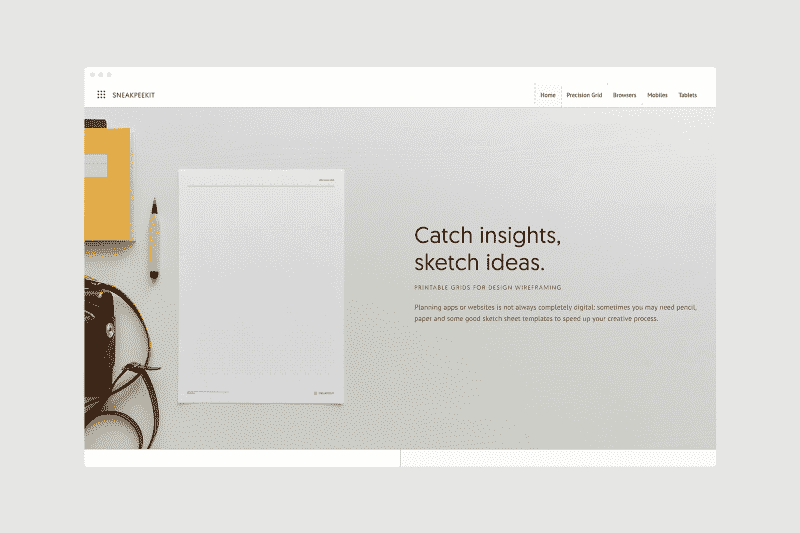 SNEAKPEEKIT
Home Precision Grid Browsers Mobiles Tablets
Catch insights,
sketch ideas.
PRINTABLE GRIDS FOR DESIGN WIREFRAMING
Planning apps or websites is not always completely digital: sometimes you may need pencil,
paper and some good sketch sheet templates to speed up your creative process.